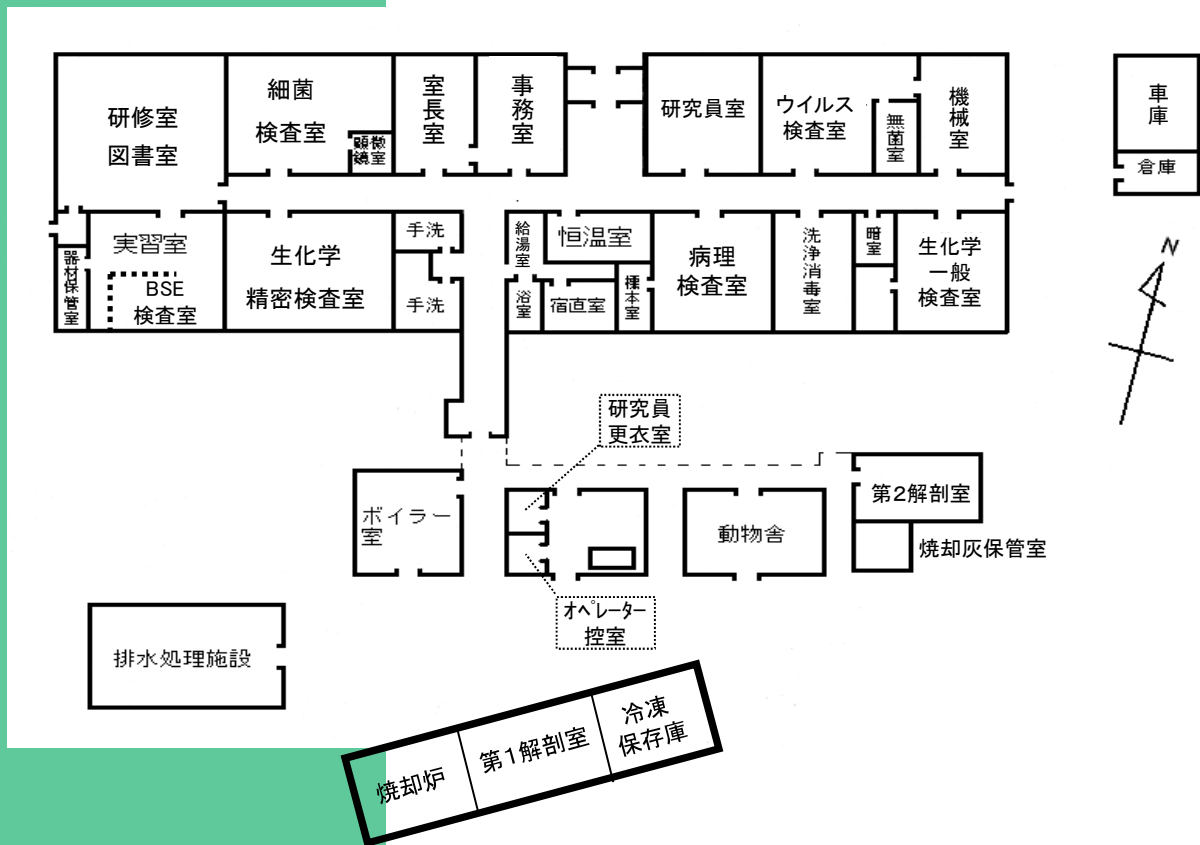 研修室
図書室
細菌
検査室
顕微
鏡室
室長室
事務室
研究員室
ウイルス
検査室
無菌室
機械室
車庫
倉庫
実習室
BSE
検査室
器材保管室
生化学
精密検査室
手洗
手洗
給湯室
浴室
恒温室
宿直室
標本室
病理
検査室
洗浄消毒室
暗室
生化学
一般
検査室
N
研究員
更衣室
ボイラー
室
動物舎
第2解剖室
焼却灰保管室
オペレーター
控室
排水処理施設
焼却炉
第1解剖室
冷凍
保存庫